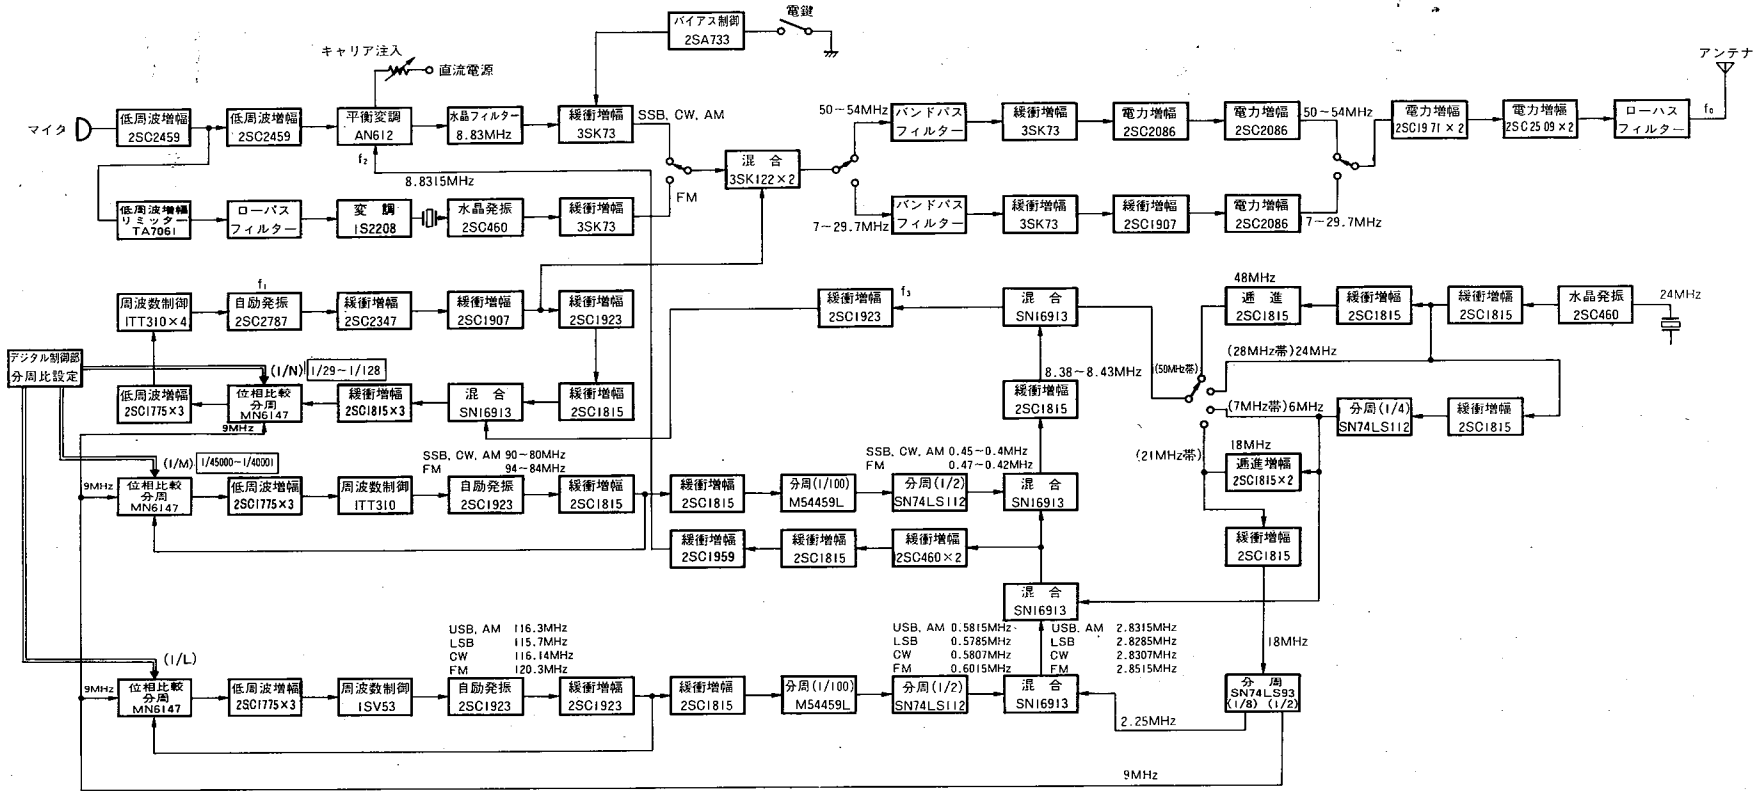 バイアス制御
2SA733
電鍵
キャリア注入
直流電源
アンテナ
マイク
低周波増幅
2SC2459
低周波増幅
2SC2459
平衡変調
AN612
水晶フィルター
8.83MHz
緩衝増幅
3SK73
SSB, CW, AM
50~54MHz
バンドパス
フィルター
緩衝増幅
3SK73
電力増幅
2SC2086
電力増幅
2SC2086
50~54MHz
電力増幅
2SC1971×2
電力増幅
2SC2509×2
ローパス
フィルター
f₀
f₂
8.8315MHz
混合
3SK122×2
FM
低周波増幅
リミッター
TA7061
ローパス
フィルター
変調
1S2208
水晶発振
2SC460
緩衝増幅
3SK73
7~29.7MHz
バンドパス
フィルター
緩衝増幅
3SK73
緩衝増幅
2SC1907
電力増幅
2SC2086
7~29.7MHz
周波数制御
ITT310×4
f₁
自励発振
2SC2787
緩衝増幅
2SC2347
緩衝増幅
2SC1907
緩衝増幅
2SC1923
緩衝増幅
2SC1923
f₃
混合
SN16913
48MHz
逓進
2SC1815
緩衝増幅
2SC1815
緩衝増幅
2SC1815
水晶発振
2SC460
24MHz
デジタル制御部
分周比設定
(1/N)
1/29~1/128
低周波増幅
2SC1775×3
位相比較
分周
MN6147
9MHz
緩衝増幅
2SC1815×3
混合
SN16913
緩衝増幅
2SC1815
8.38~8.43MHz
緩衝増幅
2SC1815
(50MHz帯)
(28MHz帯)24MHz
(7MHz帯)6MHz
分周(1/4)
SN74LS112
緩衝増幅
2SC1815
(21MHz帯)
18MHz
逓進増幅
2SC1815×2
(1/M)
1/45000~1/40001
SSB, CW, AM 90~80MHz
FM 94~84MHz
SSB, CW, AM 0.45~0.4MHz
FM 0.47~0.42MHz
9MHz
位相比較
分周
MN6147
低周波増幅
2SC1775×3
周波数制御
ITT310
自励発振
2SC1923
緩衝増幅
2SC1815
緩衝増幅
2SC1815
分周(1/100)
M54459L
分周(1/2)
SN74LS112
混合
SN16913
緩衝増幅
2SC1959
緩衝増幅
2SC1815
緩衝増幅
2SC460×2
緩衝増幅
2SC1815
混合
SN16913
18MHz
USB, AM 116.3MHz
LSB 115.7MHz
CW 116.14MHz
FM 120.3MHz
USB, AM 0.5815MHz
LSB 0.5785MHz
CW 0.5807MHz
FM 0.6015MHz
USB, AM 2.8315MHz
LSB 2.8285MHz
CW 2.8307MHz
FM 2.8515MHz
(1/L)
9MHz
位相比較
分周
MN6147
低周波増幅
2SC1775×3
周波数制御
1SV53
自励発振
2SC1923
緩衝増幅
2SC1923
緩衝増幅
2SC1815
分周(1/100)
M54459L
分周(1/2)
SN74LS112
混合
SN16913
分周
SN74LS93
(1/8) (1/2)
2.25MHz
9MHz